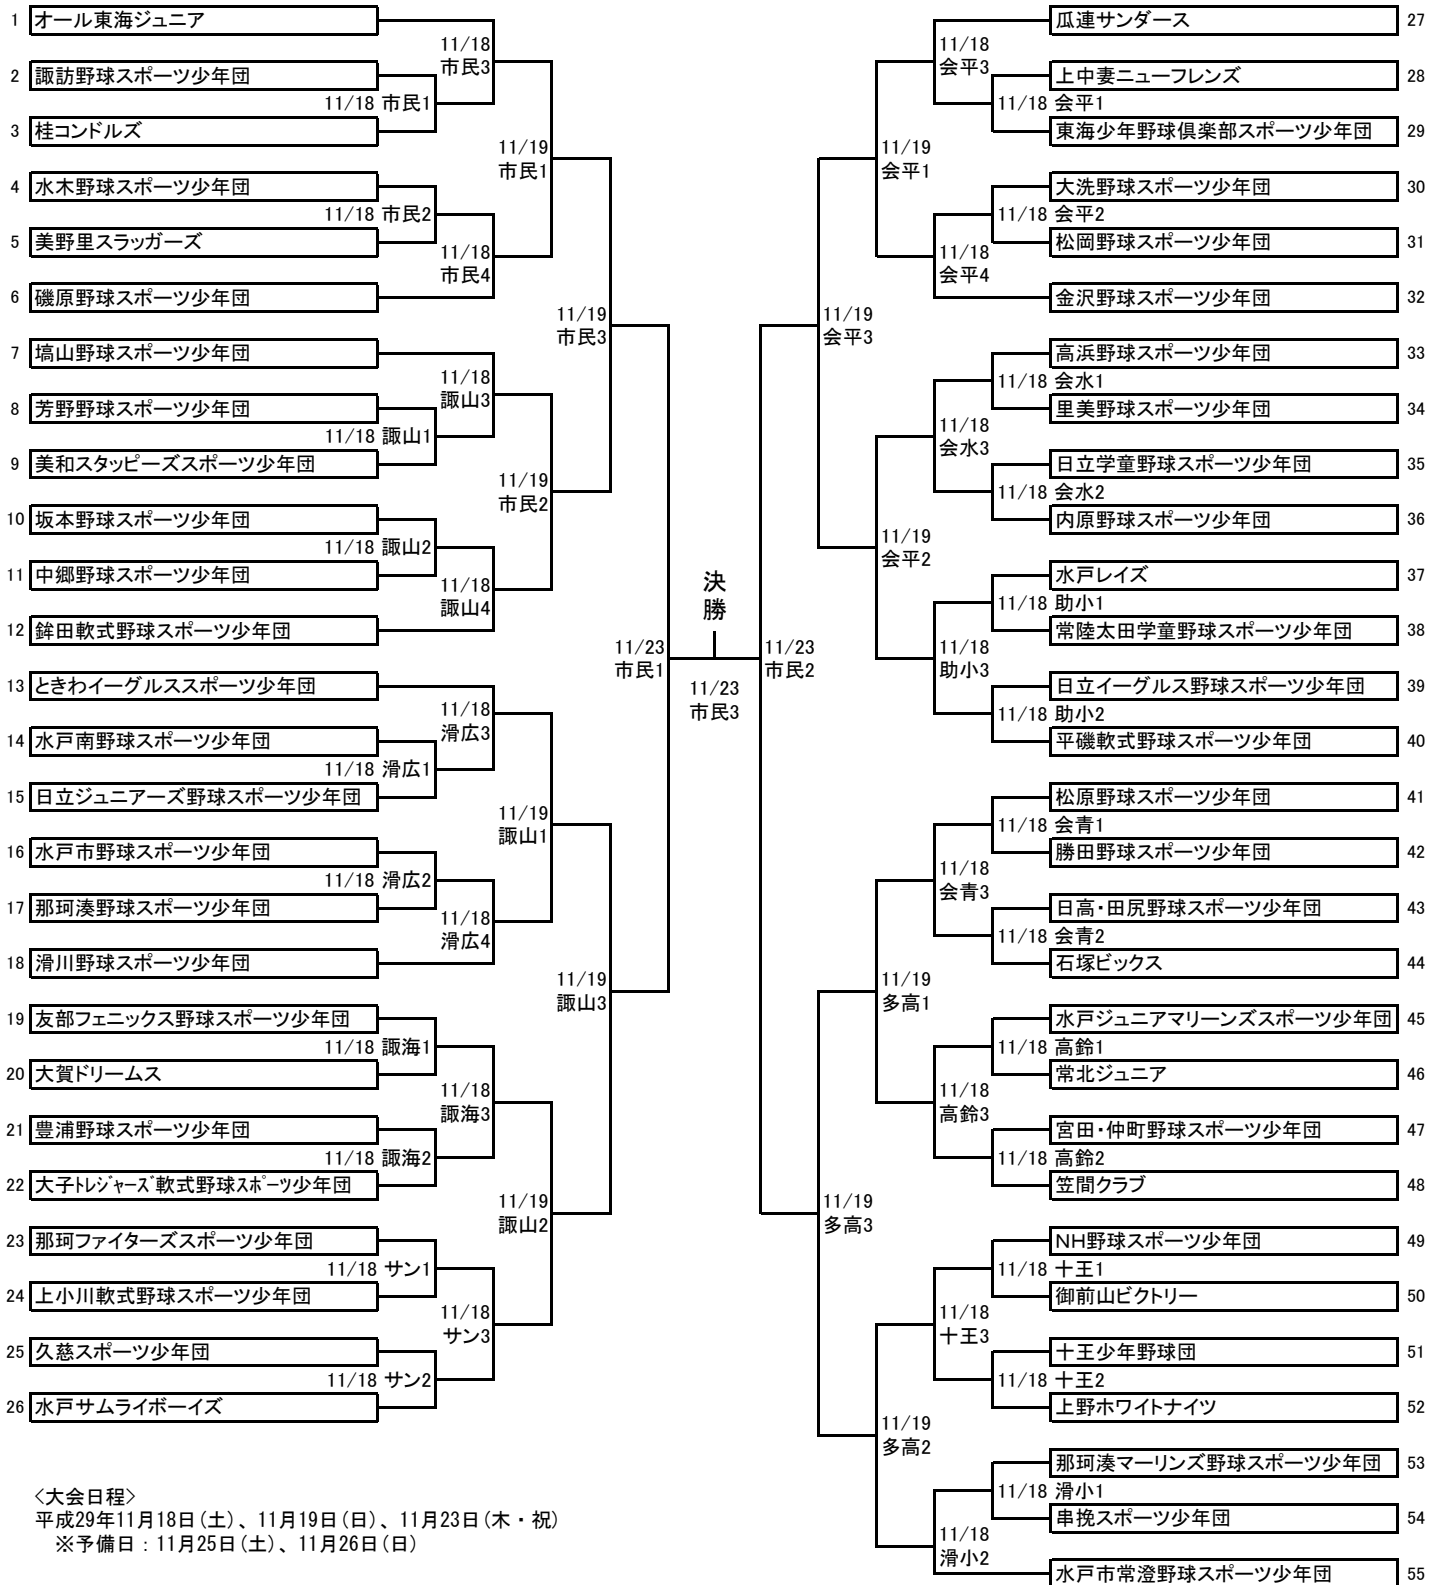 1 オール東海ジュニア
11/18
市民3
2 諏訪野球スポーツ少年団
11/18 市民1
3 桂コンドルズ
11/19
市民1
4 水木野球スポーツ少年団
11/18 市民2
5 美野里スラッガーズ
11/18
市民4
6 磯原野球スポーツ少年団
11/19
市民3
7 塙山野球スポーツ少年団
11/18
諏山3
8 芳野野球スポーツ少年団
11/18 諏山1
9 美和スタッピーズスポーツ少年団
11/19
市民2
10 坂本野球スポーツ少年団
11/18 諏山2
11 中郷野球スポーツ少年団
11/18
諏山4
12 鉾田軟式野球スポーツ少年団
11/23
市民1
13 ときわイーグルススポーツ少年団
11/18
滑広3
14 水戸南野球スポーツ少年団
11/18 滑広1
15 日立ジュニアーズ野球スポーツ少年団
11/19
諏山1
16 水戸市野球スポーツ少年団
11/18 滑広2
17 那珂湊野球スポーツ少年団
11/18
滑広4
18 滑川野球スポーツ少年団
11/19
諏山3
19 友部フェニックス野球スポーツ少年団
11/18 諏海1
20 大賀ドリームス
11/18
諏海3
21 豊浦野球スポーツ少年団
11/18 諏海2
22 大子トレジャーズ軟式野球スポーツ少年団
11/19
諏山2
23 那珂ファイターズスポーツ少年団
11/18 サン1
24 上小川軟式野球スポーツ少年団
11/18
サン3
25 久慈スポーツ少年団
11/18 サン2
26 水戸サムライボーイズ
決
勝
11/23
市民3
瓜連サンダース 27
11/18
会平3
上中妻ニューフレンズ 28
11/18 会平1
東海少年野球倶楽部スポーツ少年団 29
11/19
会平1
大洗野球スポーツ少年団 30
11/18 会平2
松岡野球スポーツ少年団 31
11/18
会平4
金沢野球スポーツ少年団 32
11/19
会平3
高浜野球スポーツ少年団 33
11/18 会水1
里美野球スポーツ少年団 34
11/18
会水3
日立学童野球スポーツ少年団 35
11/18 会水2
内原野球スポーツ少年団 36
11/19
会平2
水戸レイズ 37
11/18 助小1
常陸太田学童野球スポーツ少年団 38
11/23
市民2
11/18
助小3
日立イーグルス野球スポーツ少年団 39
11/18 助小2
平磯軟式野球スポーツ少年団 40
松原野球スポーツ少年団 41
11/18 会青1
勝田野球スポーツ少年団 42
11/18
会青3
日高・田尻野球スポーツ少年団 43
11/18 会青2
石塚ビックス 44
11/19
多高1
水戸ジュニアマリーンズスポーツ少年団 45
11/18 高鈴1
常北ジュニア 46
11/18
高鈴3
宮田・仲町野球スポーツ少年団 47
11/18 高鈴2
笠間クラブ 48
11/19
多高3
NH野球スポーツ少年団 49
11/18 十王1
御前山ビクトリー 50
11/18
十王3
十王少年野球団 51
11/18 十王2
上野ホワイトナイツ 52
11/19
多高2
那珂湊マーリンズ野球スポーツ少年団 53
11/18 滑小1
串挽スポーツ少年団 54
11/18
滑小2
水戸市常澄野球スポーツ少年団 55
〈大会日程〉
平成29年11月18日(土)、11月19日(日)、11月23日(木・祝)
※予備日：11月25日(土)、11月26日(日)